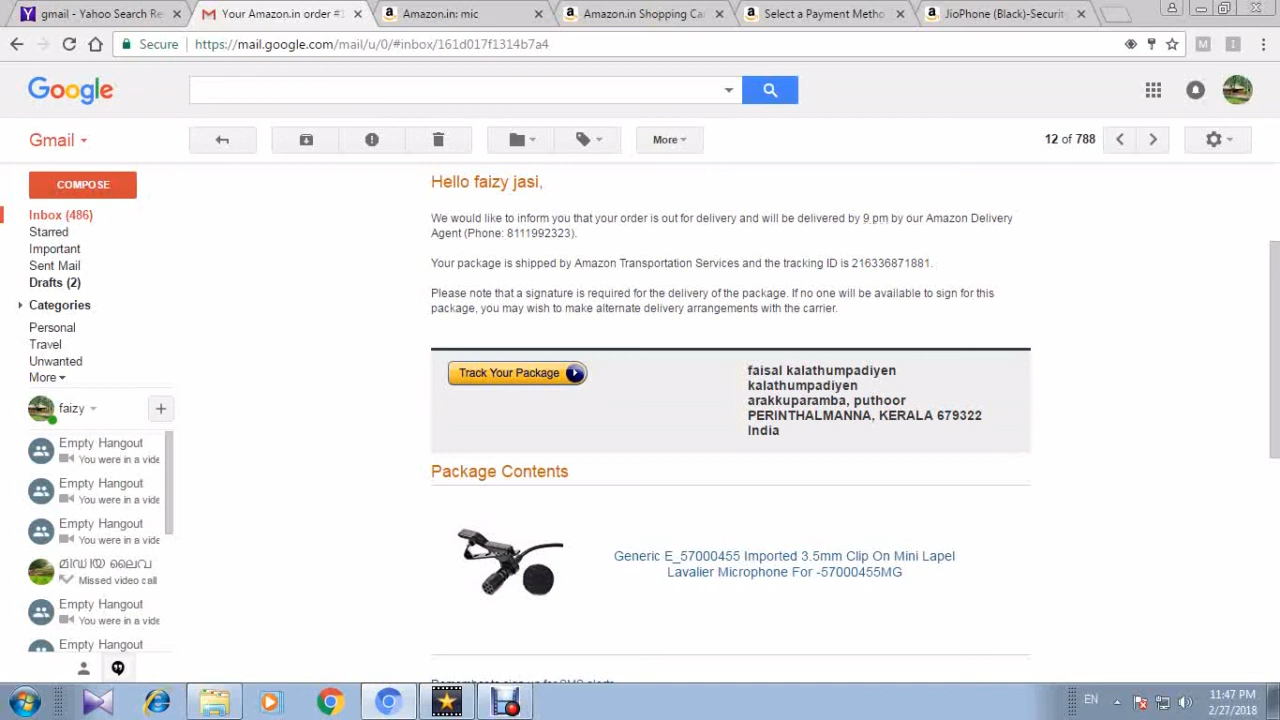 gmail - Yahoo Search Re
Your Amazon.in order #1
Amazon.in: mic
Amazon.in Shopping Ca
Select a Payment Metho
JioPhone (Black)-Securit
Secure
https://mail.google.com/mail/u/0/#inbox/161d017f1314b7a4
M
I
Google
Gmail
More
12 of 788
COMPOSE
Inbox (486)
Starred
Important
Sent Mail
Drafts (2)
Categories
Personal
Travel
Unwanted
More
faizy
Empty Hangout
You were in a vide
Empty Hangout
You were in a vide
Empty Hangout
You were in a vide
Missed video call
Empty Hangout
You were in a vide
Empty Hangout
Hello faizy jasi,
We would like to inform you that your order is out for delivery and will be delivered by 9 pm by our Amazon Delivery
Agent (Phone: 8111992323).
Your package is shipped by Amazon Transportation Services and the tracking ID is 216336871881.
Please note that a signature is required for the delivery of the package. If no one will be available to sign for this
package, you may wish to make alternate delivery arrangements with the carrier.
Track Your Package
faisal kalathumpadiyen
kalathumpadiyen
arakkuparamba, puthoor
PERINTHALMANNA, KERALA 679322
India
Package Contents
Generic E_57000455 Imported 3.5mm Clip On Mini Lapel
Lavalier Microphone For -57000455MG
EN
11:47 PM
2/27/2018